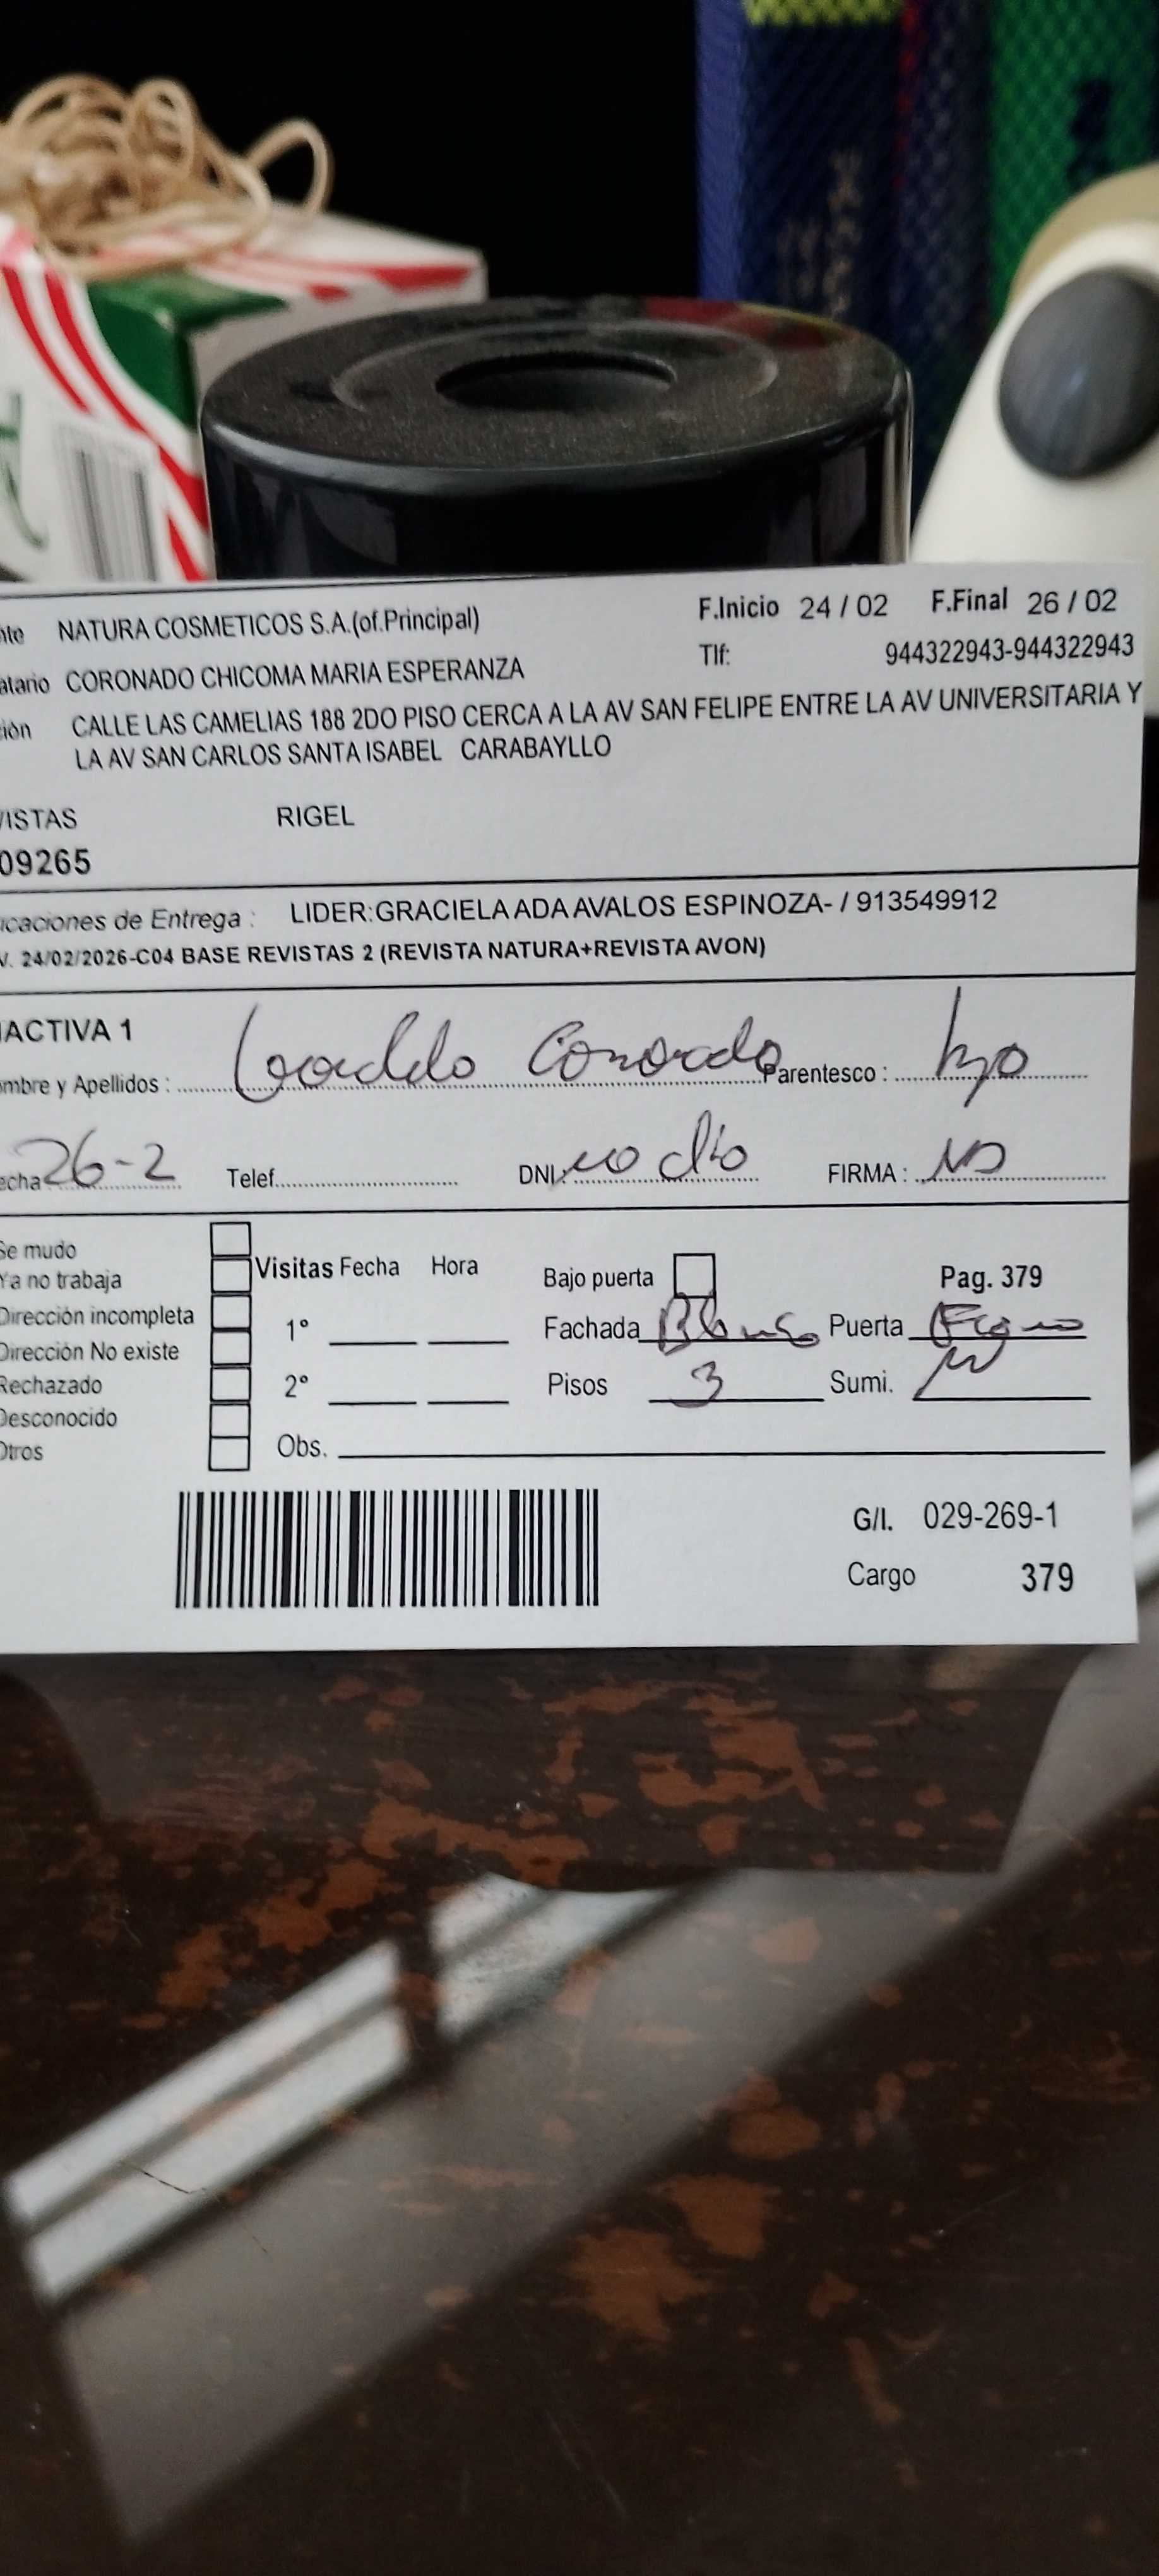 nte NATURA COSMETICOS S.A.(of.Principal) F.Inicio 24 / 02 F.Final 26 / 02
Tlf: 944322943-944322943
atario CORONADO CHICOMA MARIA ESPERANZA
ión CALLE LAS CAMELIAS 188 2DO PISO CERCA A LA AV SAN FELIPE ENTRE LA AV UNIVERSITARIA Y
LA AV SAN CARLOS SANTA ISABEL CARABAYLLO
VISTAS RIGEL
09265
icaciones de Entrega : LIDER:GRACIELA ADA AVALOS ESPINOZA- / 913549912
V. 24/02/2026-C04 BASE REVISTAS 2 (REVISTA NATURA+REVISTA AVON)
IACTIVA 1
ombre y Apellidos : Coronado Parentesco : hijo
echa 26-2 Telef. DNI: no dio FIRMA : ND
Se mudo
Ya no trabaja Visitas Fecha Hora Bajo puerta Pag. 379
Dirección incompleta 1° Fachada Blanco Puerta
Dirección No existe
Rechazado 2° Pisos 3 Sumi.
Desconocido
Otros Obs.
G/I. 029-269-1
Cargo 379